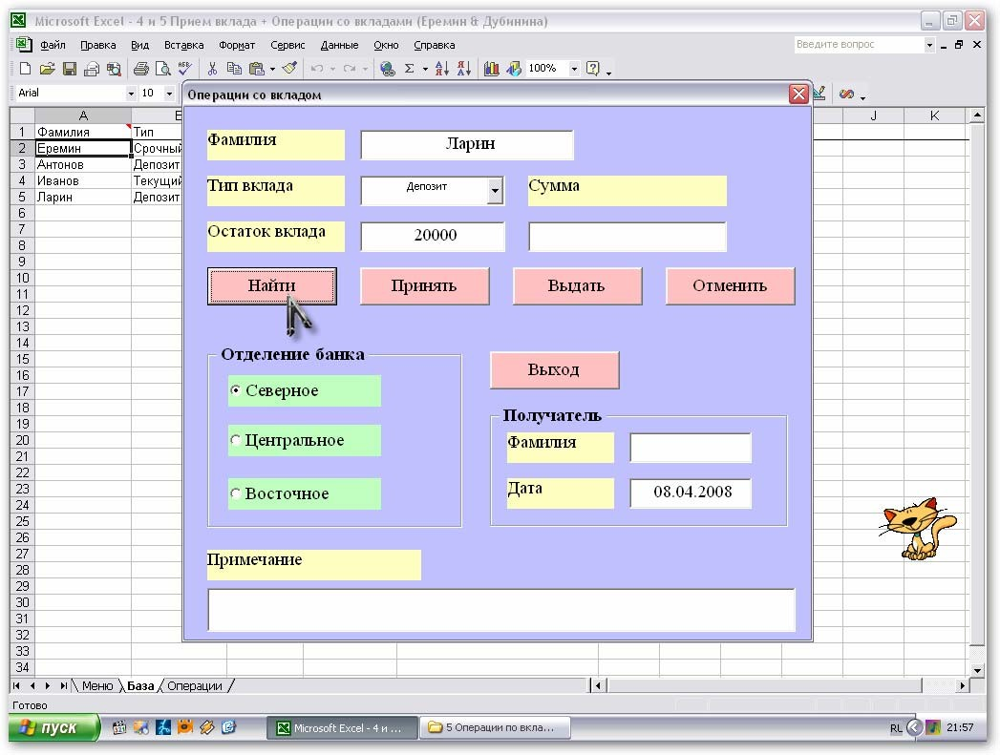 Microsoft Excel - 4 и 5 Прием вклада + Операции со вкладами (Еремин & Дубинина)
Файл Правка Вид Вставка Формат Сервис Данные Окно Справка Введите вопрос
100%
Arial 10
Операции со вкладом
A J K
1 Фамилия Тип
2 Еремин Срочный
3 Антонов Депозит
4 Иванов Текущий
5 Ларин Депозит
6
7
8
9
10
11
12
13
14
15
16
17
18
19
20
21
22
23
24
25
26
27
28
29
30
31
32
33
34
Фамилия Ларин
Тип вклада Депозит Сумма
Остаток вклада 20000
Найти Принять Выдать Отменить
Отделение банка
Северное
Центральное
Восточное
Выход
Получатель
Фамилия
Дата 08.04.2008
Примечание
Меню База Операции
Готово
пуск Microsoft Excel - 4 и ... 5 Операции по вкла... RL 21:57